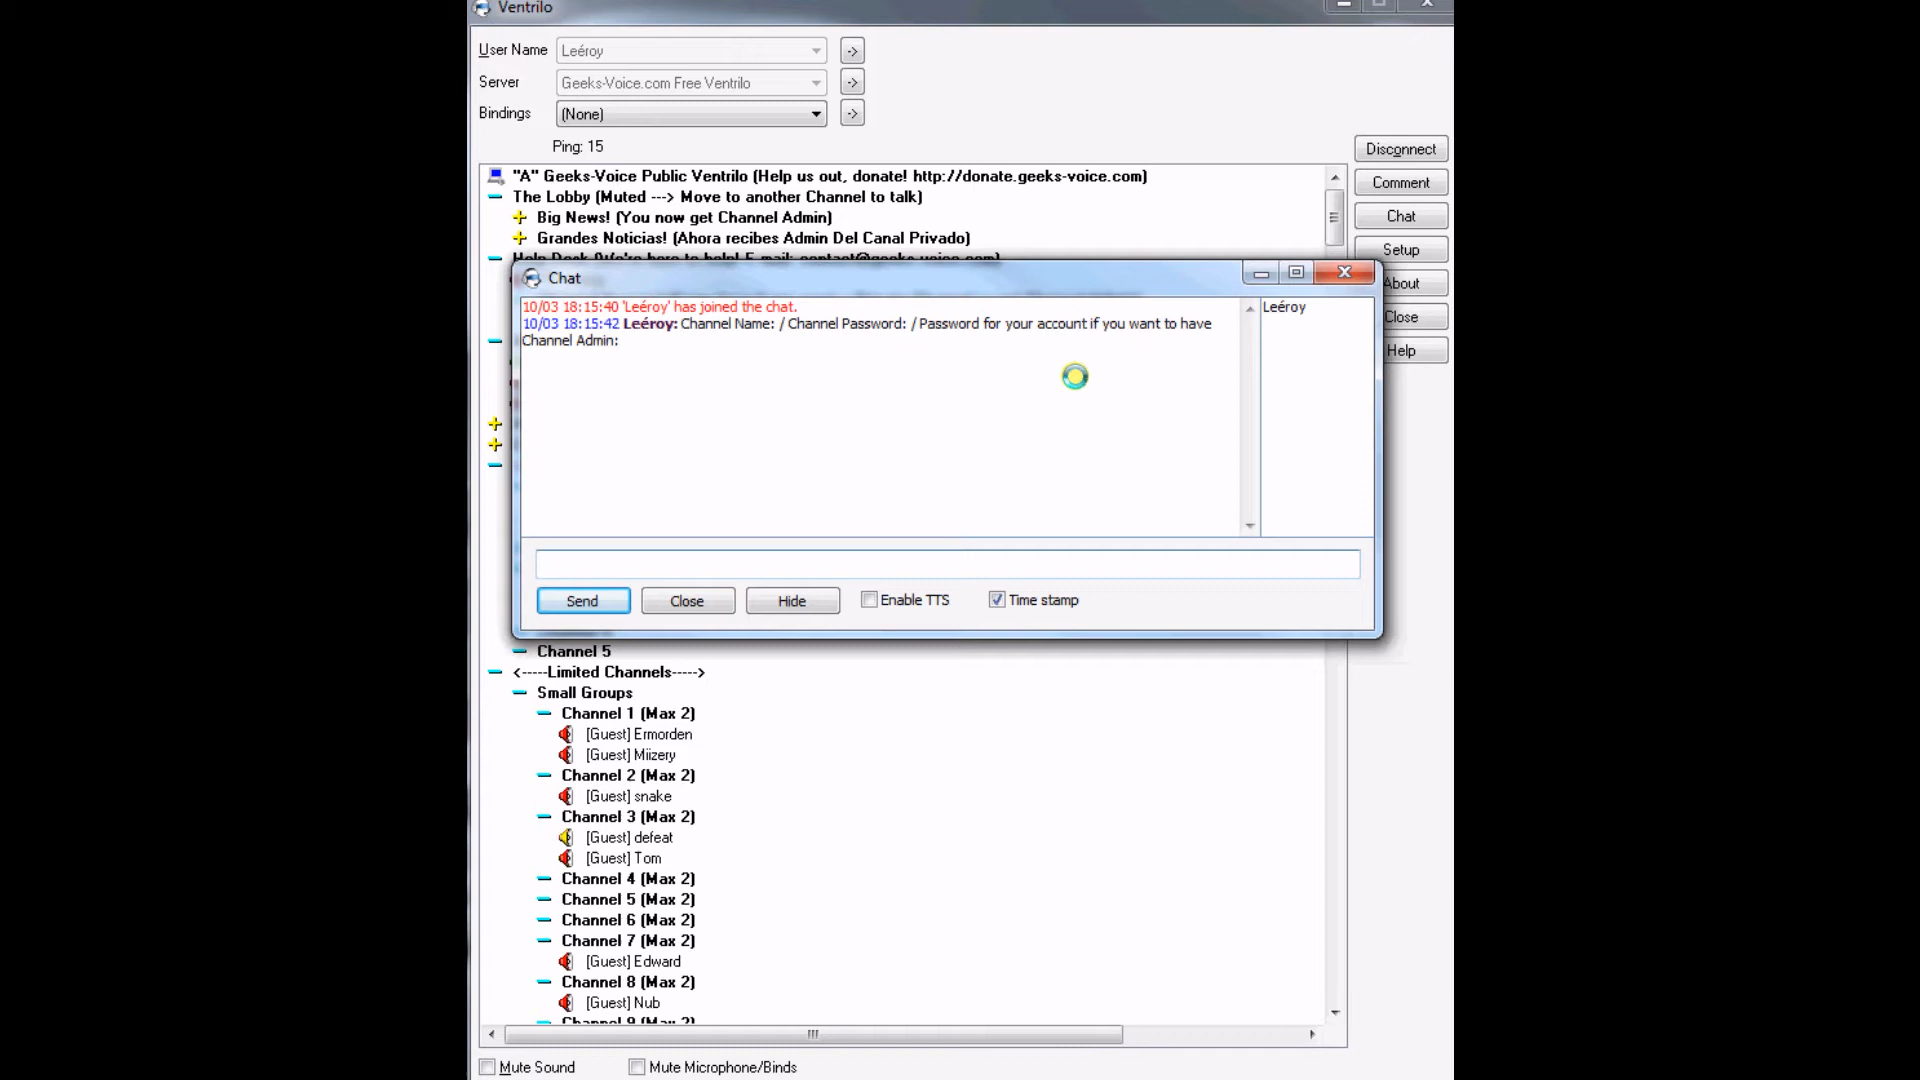 Ventrilo
User Name
Leéroy
->
Server
Geeks-Voice.com Free Ventrilo
->
Bindings
(None)
->
Ping: 15
Disconnect
Comment
Chat
Setup
About
Close
Help
"A" Geeks-Voice Public Ventrilo (Help us out, donate! http://donate.geeks-voice.com)
The Lobby (Muted ---> Move to another Channel to talk)
Big News! (You now get Channel Admin)
Grandes Noticias! (Ahora recibes Admin Del Canal Privado)
Chat
10/03 18:15:40 'Leéroy' has joined the chat.
10/03 18:15:42 Leéroy: Channel Name: / Channel Password: / Password for your account if you want to have
Channel Admin:
Leéroy
Send
Close
Hide
Enable TTS
Time stamp
Channel 5
<-----Limited Channels----->
Small Groups
Channel 1 (Max 2)
[Guest] Ermorden
[Guest] Miizery
Channel 2 (Max 2)
[Guest] snake
Channel 3 (Max 2)
[Guest] defeat
[Guest] Tom
Channel 4 (Max 2)
Channel 5 (Max 2)
Channel 6 (Max 2)
Channel 7 (Max 2)
[Guest] Edward
Channel 8 (Max 2)
[Guest] Nub
Channel 9 (Max 2)
Mute Sound
Mute Microphone/Binds